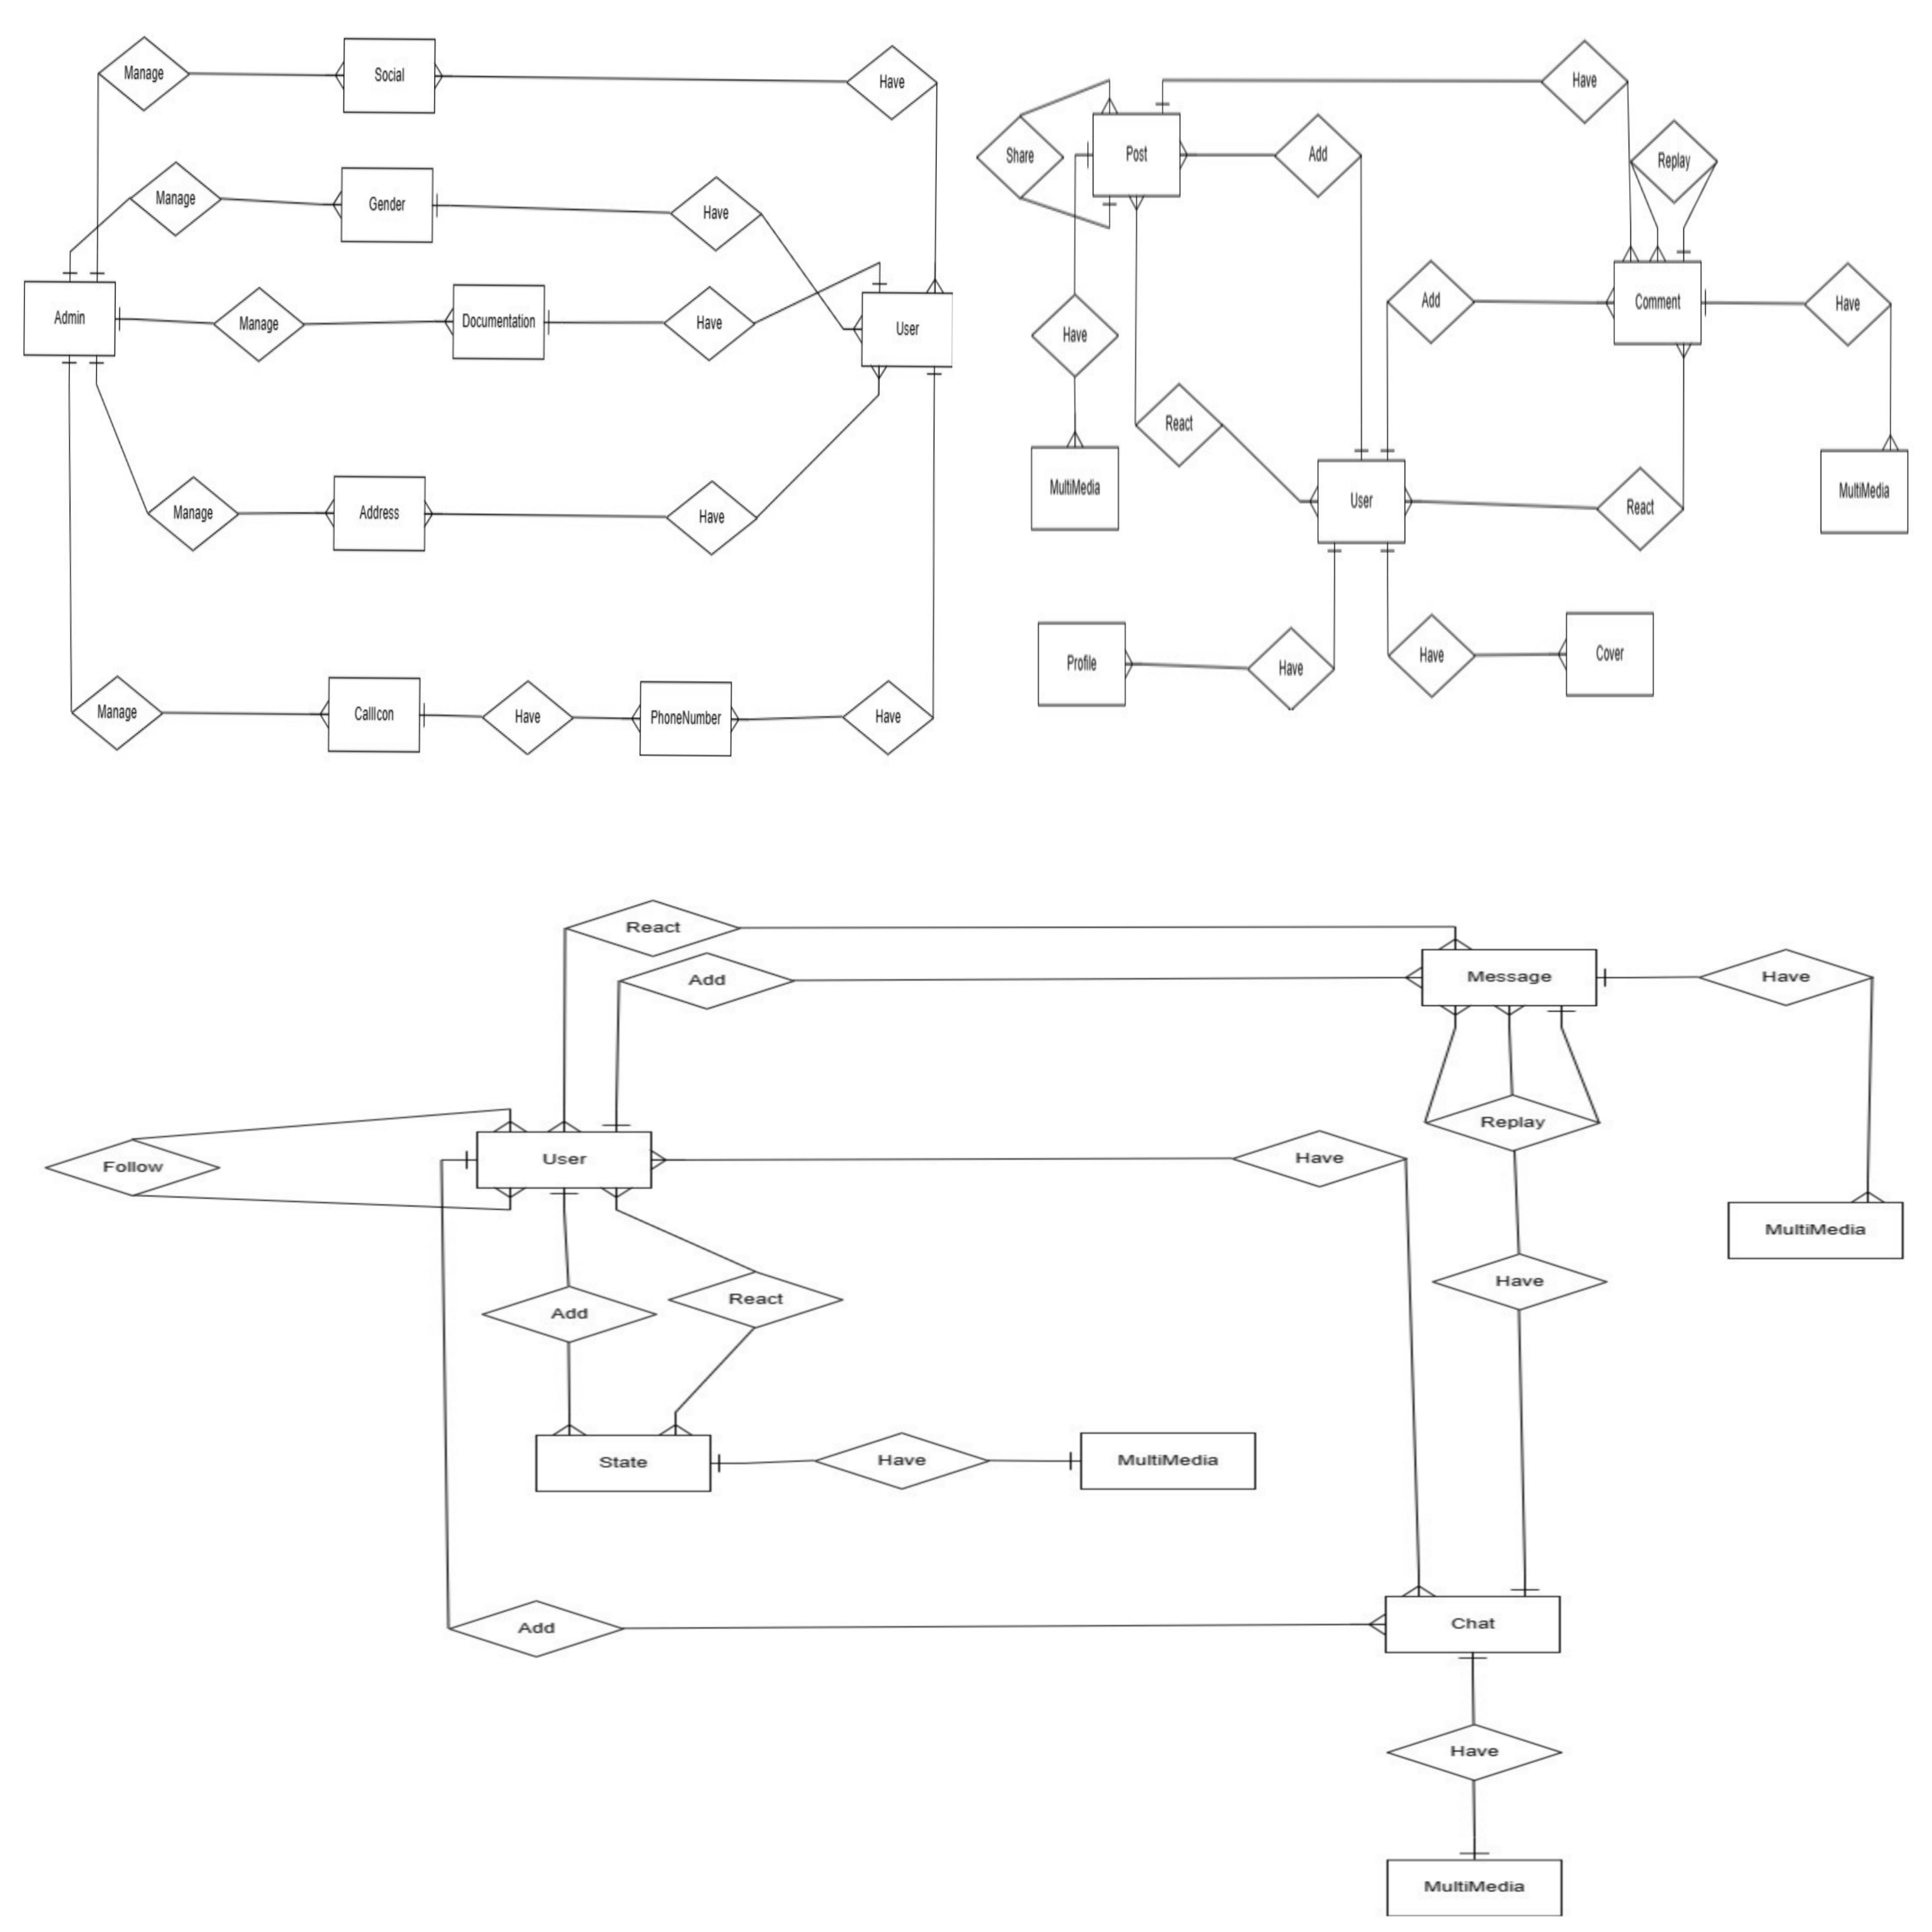 Manage
Social
Have
Manage
Gender
Have
Admin
Manage
Documentation
Have
User
Manage
Address
Have
Manage
CallIcon
Have
PhoneNumber
Have
Have
Share
Post
Add
Replay
Have
Add
Comment
Have
React
MultiMedia
User
React
MultiMedia
Profile
Have
Have
Cover
React
Add
Message
Have
Replay
Follow
User
Have
MultiMedia
Have
Add
React
State
Have
MultiMedia
Add
Chat
Have
MultiMedia